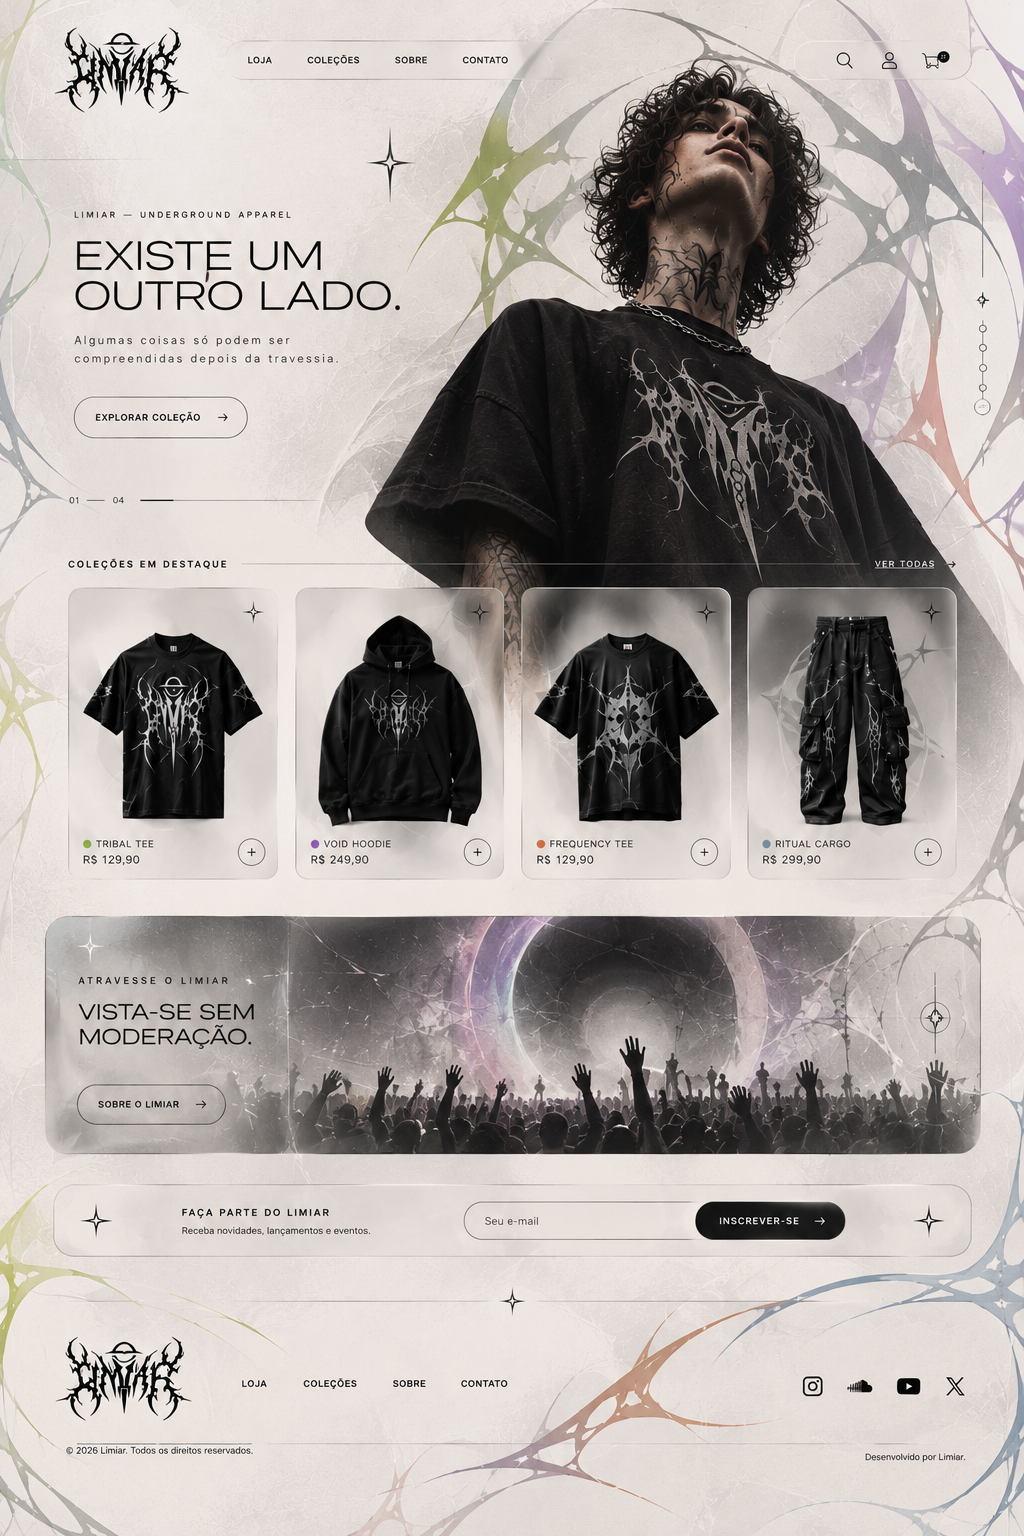 LIMIAR
LOJA COLEÇÕES SOBRE CONTATO
LIMIAR — UNDERGROUND APPAREL
EXISTE UM
OUTRO LADO.
Algumas coisas só podem ser
compreendidas depois da travessia.
EXPLORAR COLEÇÃO →
01 — 04
COLEÇÕES EM DESTAQUE
VER TODAS →
TRIBAL TEE
R$ 129,90
+
VOID HOODIE
R$ 249,90
+
FREQUENCY TEE
R$ 129,90
+
RITUAL CARGO
R$ 299,90
+
ATRAVESSE O LIMIAR
VISTA-SE SEM
MODERAÇÃO.
SOBRE O LIMIAR →
FAÇA PARTE DO LIMIAR
Receba novidades, lançamentos e eventos.
Seu e-mail
INSCREVER-SE →
LIMIAR
LOJA COLEÇÕES SOBRE CONTATO
© 2026 Limiar. Todos os direitos reservados.
Desenvolvido por Limiar.